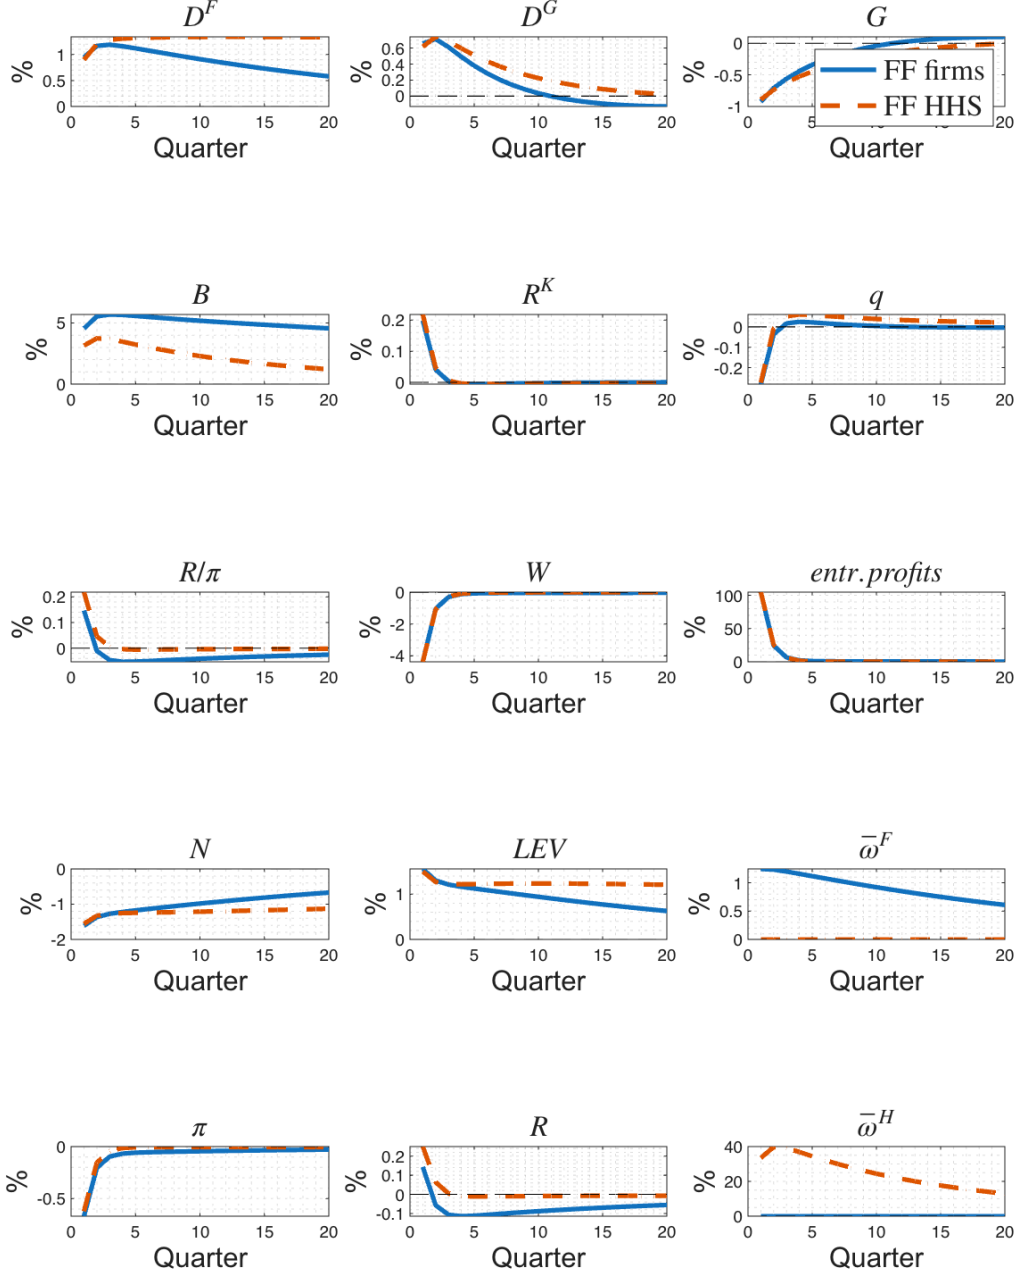 D^F D^G G
% 1 0.5 0 % 0.6 0.4 0.2 0 % 0 -0.5 -1
FF firms
FF HHS
0 5 10 15 20 0 5 10 15 20 0 5 10 15 20
Quarter Quarter Quarter
B R^K q
% 5 0 % 0.2 0.1 0 % 0 -0.1 -0.2
0 5 10 15 20 0 5 10 15 20 0 5 10 15 20
Quarter Quarter Quarter
R/π W entr.profits
% 0.2 0.1 0 % 0 -2 -4 % 100 50 0
0 5 10 15 20 0 5 10 15 20 0 5 10 15 20
Quarter Quarter Quarter
N LEV ω̅^F
% 0 -1 -2 % 1 0 % 1 0.5 0
0 5 10 15 20 0 5 10 15 20 0 5 10 15 20
Quarter Quarter Quarter
π R ω̅^H
% 0 -0.5 % 0.2 0.1 0 -0.1 % 40 20 0
0 5 10 15 20 0 5 10 15 20 0 5 10 15 20
Quarter Quarter Quarter